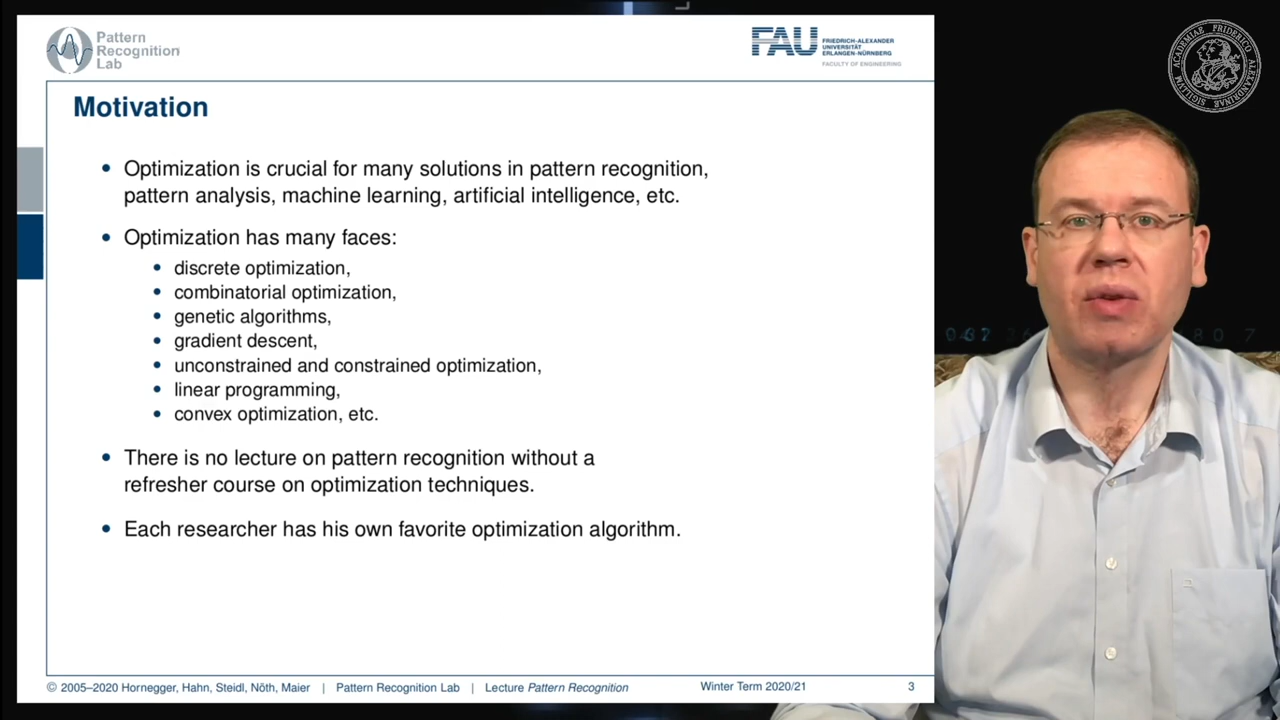 Pattern
Recognition
Lab
FAU
FRIEDRICH-ALEXANDER
UNIVERSITÄT
ERLANGEN-NÜRNBERG
FACULTY OF ENGINEERING
Motivation
• Optimization is crucial for many solutions in pattern recognition,
pattern analysis, machine learning, artificial intelligence, etc.
• Optimization has many faces:
• discrete optimization,
• combinatorial optimization,
• genetic algorithms,
• gradient descent,
• unconstrained and constrained optimization,
• linear programming,
• convex optimization, etc.
• There is no lecture on pattern recognition without a
refresher course on optimization techniques.
• Each researcher has his own favorite optimization algorithm.
© 2005–2020 Hornegger, Hahn, Steidl, Nöth, Maier | Pattern Recognition Lab | Lecture Pattern Recognition Winter Term 2020/21 3